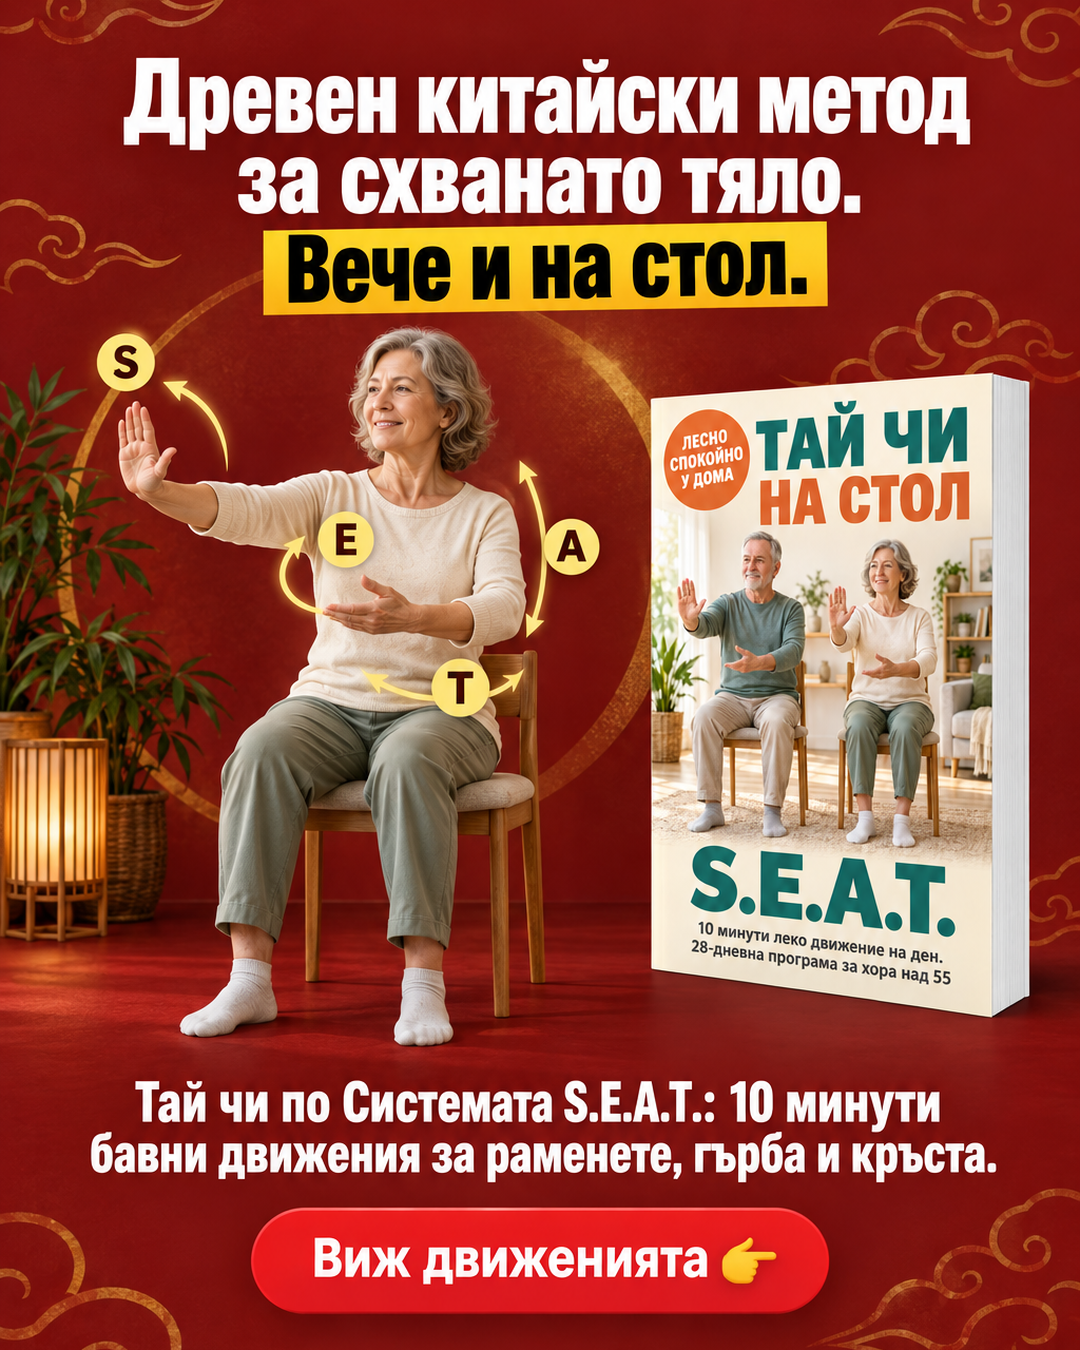 Древен китайски метод
за схванато тяло.
Вече и на стол.
S
E
A
T
ЛЕСНО
СПОКОЙНО
У ДОМА
ТАЙ ЧИ
НА СТОЛ
S.E.A.T.
10 минути леко движение на ден.
28-дневна програма за хора над 55
Тай чи по Системата S.E.A.T.: 10 минути
бавни движения за раменете, гърба и кръста.
Виж движенията 👉